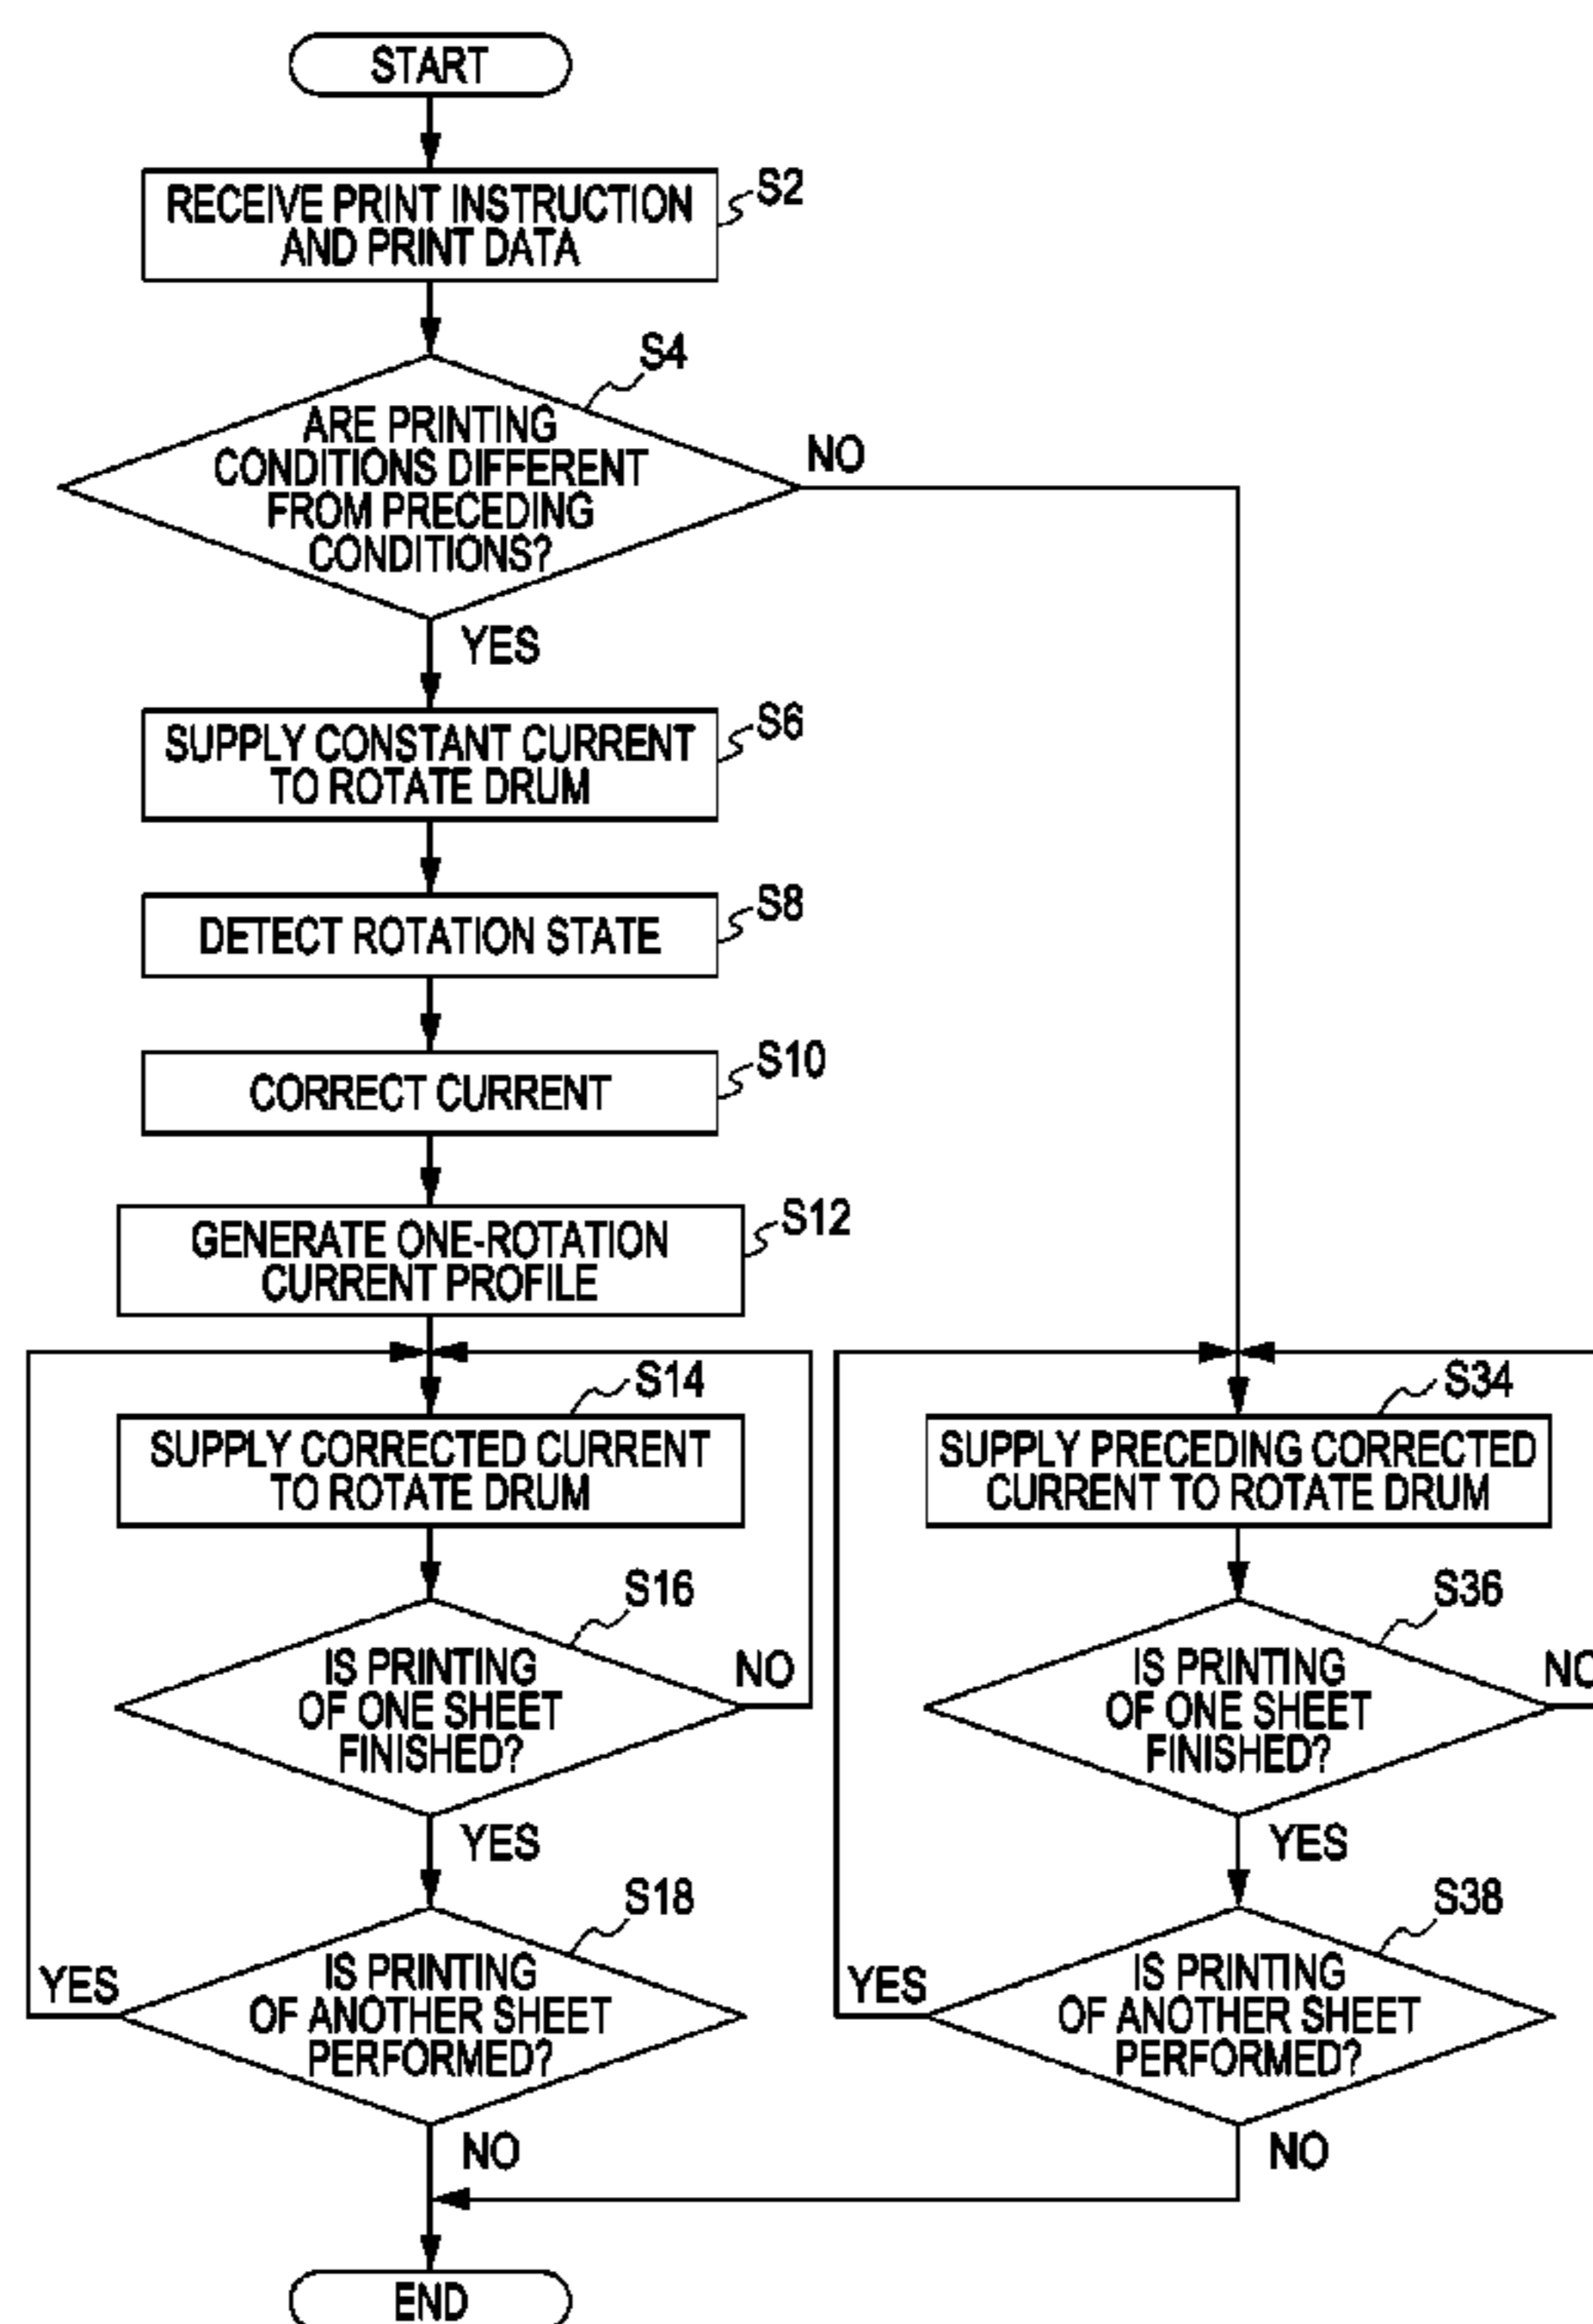 START
RECEIVE PRINT INSTRUCTION
AND PRINT DATA
S2
S4
ARE PRINTING
CONDITIONS DIFFERENT
FROM PRECEDING
CONDITIONS?
NO
YES
SUPPLY CONSTANT CURRENT
TO ROTATE DRUM
S6
DETECT ROTATION STATE
S8
CORRECT CURRENT
S10
GENERATE ONE-ROTATION
CURRENT PROFILE
S12
S14
SUPPLY CORRECTED CURRENT
TO ROTATE DRUM
S16
IS PRINTING
OF ONE SHEET
FINISHED?
NO
YES
S18
IS PRINTING
OF ANOTHER SHEET
PERFORMED?
YES
NO
S34
SUPPLY PRECEDING CORRECTED
CURRENT TO ROTATE DRUM
S36
IS PRINTING
OF ONE SHEET
FINISHED?
NO
YES
S38
IS PRINTING
OF ANOTHER SHEET
PERFORMED?
YES
NO
END